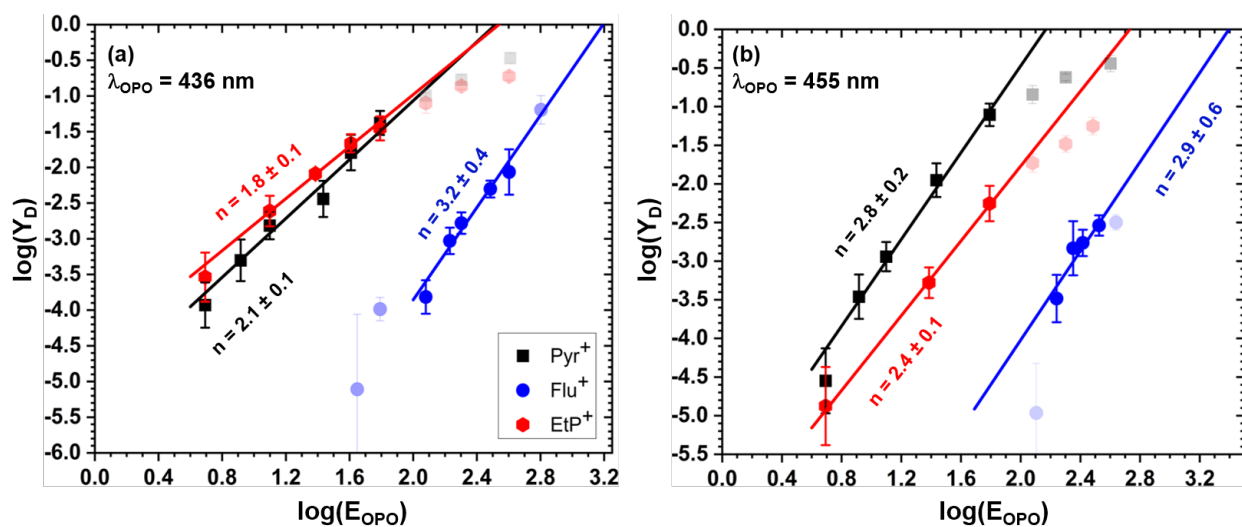 (a)
λOPO = 436 nm
n = 1.8 ± 0.1
n = 2.1 ± 0.1
n = 3.2 ± 0.4
Pyr+
Flu+
EtP+
log(YD)
0.0
-0.5
-1.0
-1.5
-2.0
-2.5
-3.0
-3.5
-4.0
-4.5
-5.0
-5.5
-6.0
0.0 0.4 0.8 1.2 1.6 2.0 2.4 2.8 3.2
log(EOPO)
(b)
λOPO = 455 nm
n = 2.8 ± 0.2
n = 2.4 ± 0.1
n = 2.9 ± 0.6
log(YD)
0.0
-0.5
-1.0
-1.5
-2.0
-2.5
-3.0
-3.5
-4.0
-4.5
-5.0
-5.5
0.0 0.4 0.8 1.2 1.6 2.0 2.4 2.8 3.2
log(EOPO)